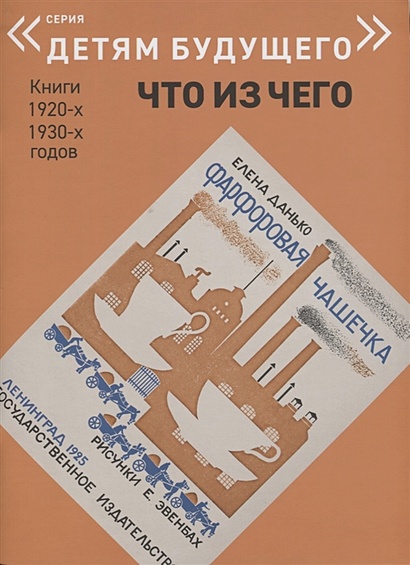 СЕРИЯ
«ДЕТЯМ БУДУЩЕГО»
Книги
1920-х
1930-х
годов
ЧТО ИЗ ЧЕГО
ЕЛЕНА ДАНЬКО
ФАРФОРОВАЯ
ЧАШЕЧКА
РИСУНКИ Е. ЭВЕНБАХ
ЛЕНИНГРАД 1925
ГОСУДАРСТВЕННОЕ ИЗДАТЕЛЬСТВ